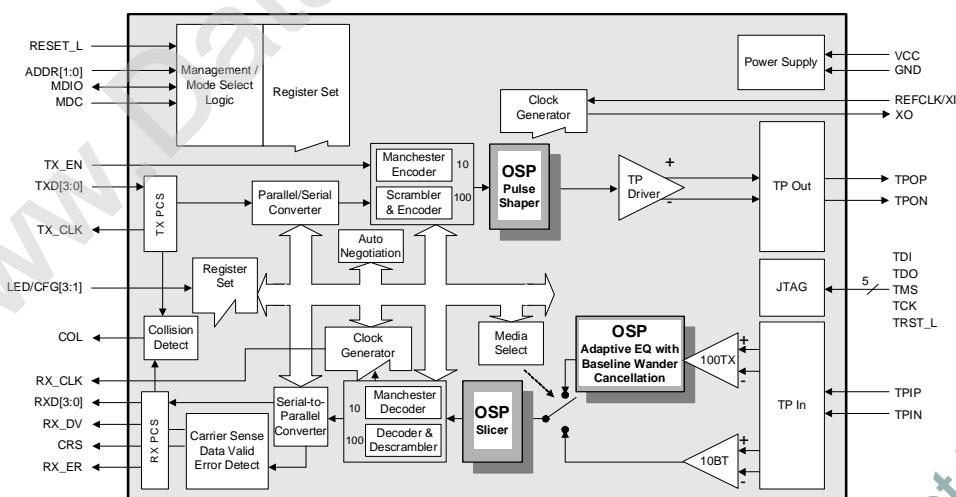 RESET_L
ADDR[1:0]
MDIO
MDC
Management /
Mode Select
Logic
Register Set
Power Supply
VCC
GND
Clock
Generator
REFCLK/XI
XO
TX_EN
TXD[3:0]
TX_CLK
TX PCS
Parallel/Serial
Converter
Manchester
Encoder
10
Scrambler
& Encoder
100
OSP
Pulse
Shaper
TP
Driver
+
-
TP Out
TPOP
TPON
Auto
Negotiation
LED/CFG[3:1]
Register
Set
JTAG
5
TDI
TDO
TMS
TCK
TRST_L
COL
Collision
Detect
Clock
Generator
Media
Select
OSP
Adaptive EQ with
Baseline Wander
Cancellation
100TX
+
-
TP In
TPIP
TPIN
RX_CLK
RXD[3:0]
RX_DV
CRS
RX_ER
RX PCS
Carrier Sense
Data Valid
Error Detect
Serial-to-
Parallel
Converter
10
Manchester
Decoder
100
Decoder &
Descrambler
OSP
Slicer
10BT
+
-